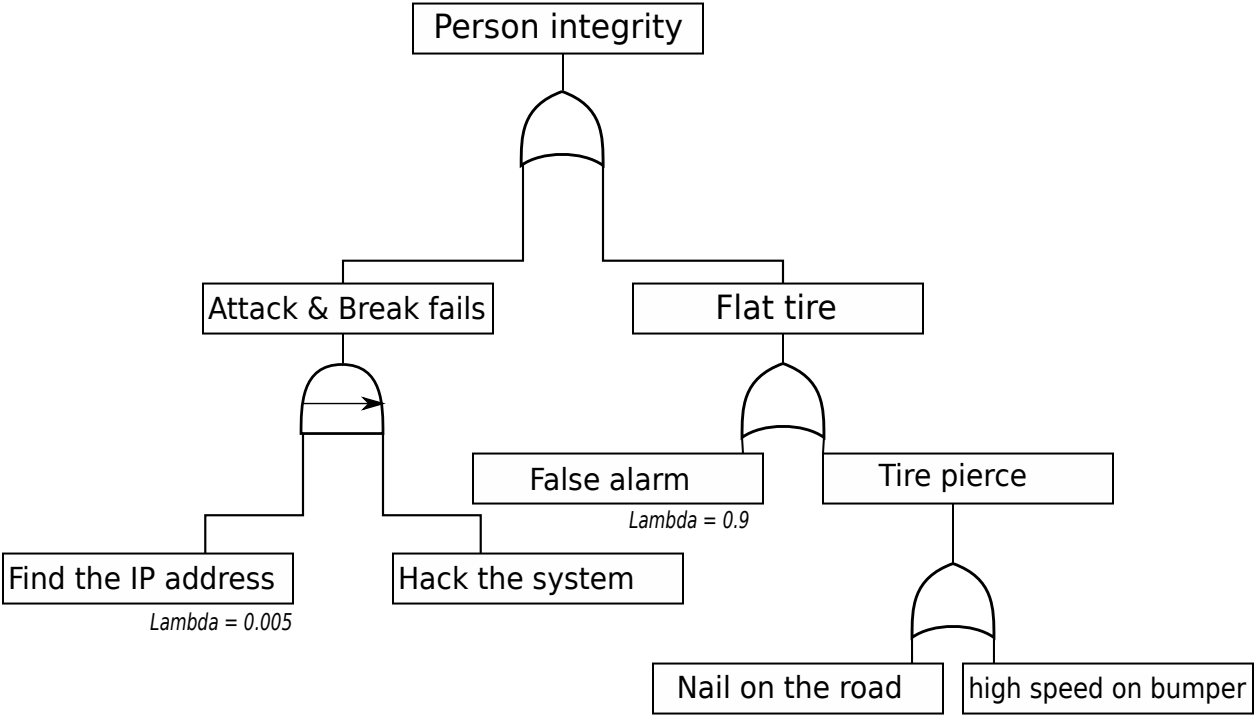 Person integrity
Attack & Break fails
Flat tire
False alarm
Tire pierce
Lambda = 0.9
Find the IP address
Hack the system
Lambda = 0.005
Nail on the road
high speed on bumper